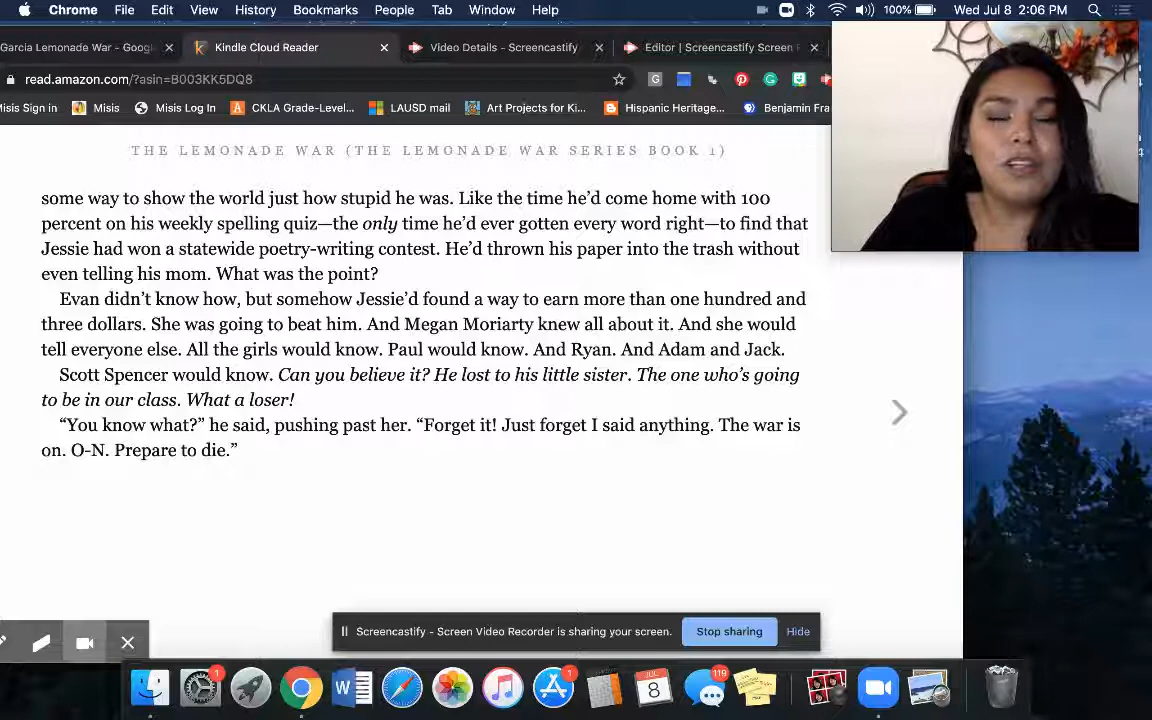 Chrome File Edit View History Bookmarks People Tab Window Help 100% Wed Jul 8 2:06 PM
Garcia Lemonade War - Goog Kindle Cloud Reader Video Details - Screencastify Editor | Screencastify Screen
read.amazon.com/?asin=B003KK5DQ8
Misis Sign in Misis Misis Log In CKLA Grade-Level... LAUSD mail Art Projects for Ki... Hispanic Heritage... Benjamin Fra
THE LEMONADE WAR (THE LEMONADE WAR SERIES BOOK 1)
some way to show the world just how stupid he was. Like the time he’d come home with 100
percent on his weekly spelling quiz—the only time he’d ever gotten every word right—to find that
Jessie had won a statewide poetry-writing contest. He’d thrown his paper into the trash without
even telling his mom. What was the point?
Evan didn’t know how, but somehow Jessie’d found a way to earn more than one hundred and
three dollars. She was going to beat him. And Megan Moriarty knew all about it. And she would
tell everyone else. All the girls would know. Paul would know. And Ryan. And Adam and Jack.
Scott Spencer would know. Can you believe it? He lost to his little sister. The one who’s going
to be in our class. What a loser!
“You know what?” he said, pushing past her. “Forget it! Just forget I said anything. The war is
on. O-N. Prepare to die.”
Screencastify - Screen Video Recorder is sharing your screen. Stop sharing Hide
1 1 JUL 8 119